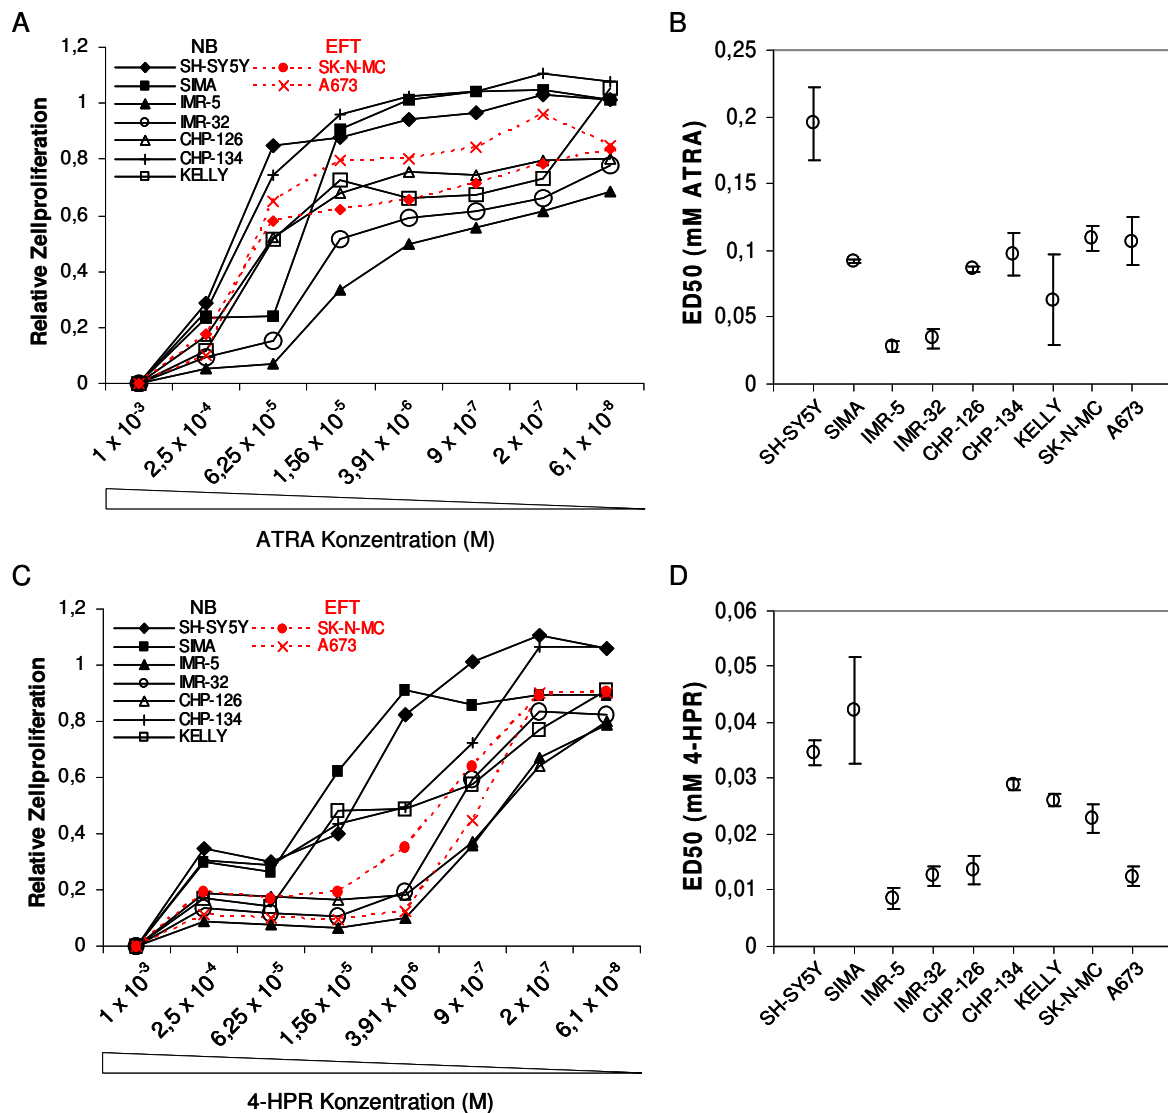 A
NB EFT
SH-SY5Y SK-N-MC
SIMA A673
IMR-5
IMR-32
CHP-126
CHP-134
KELLY
Relative Zellproliferation
1,2
1
0,8
0,6
0,4
0,2
0
1 x 10-3
2,5 x 10-4
6,25 x 10-5
1,56 x 10-5
3,91 x 10-6
9 x 10-7
2 x 10-7
6,1 x 10-8
ATRA Konzentration (M)
B
ED50 (mM ATRA)
0,25
0,2
0,15
0,1
0,05
0
SH-SY5Y
SIMA
IMR-5
IMR-32
CHP-126
CHP-134
KELLY
SK-N-MC
A673
C
NB EFT
SH-SY5Y SK-N-MC
SIMA A673
IMR-5
IMR-32
CHP-126
CHP-134
KELLY
Relative Zellproliferation
1,2
1
0,8
0,6
0,4
0,2
0
1 x 10-3
2,5 x 10-4
6,25 x 10-5
1,56 x 10-5
3,91 x 10-6
9 x 10-7
2 x 10-7
6,1 x 10-8
4-HPR Konzentration (M)
D
ED50 (mM 4-HPR)
0,06
0,05
0,04
0,03
0,02
0,01
0
SH-SY5Y
SIMA
IMR-5
IMR-32
CHP-126
CHP-134
KELLY
SK-N-MC
A673